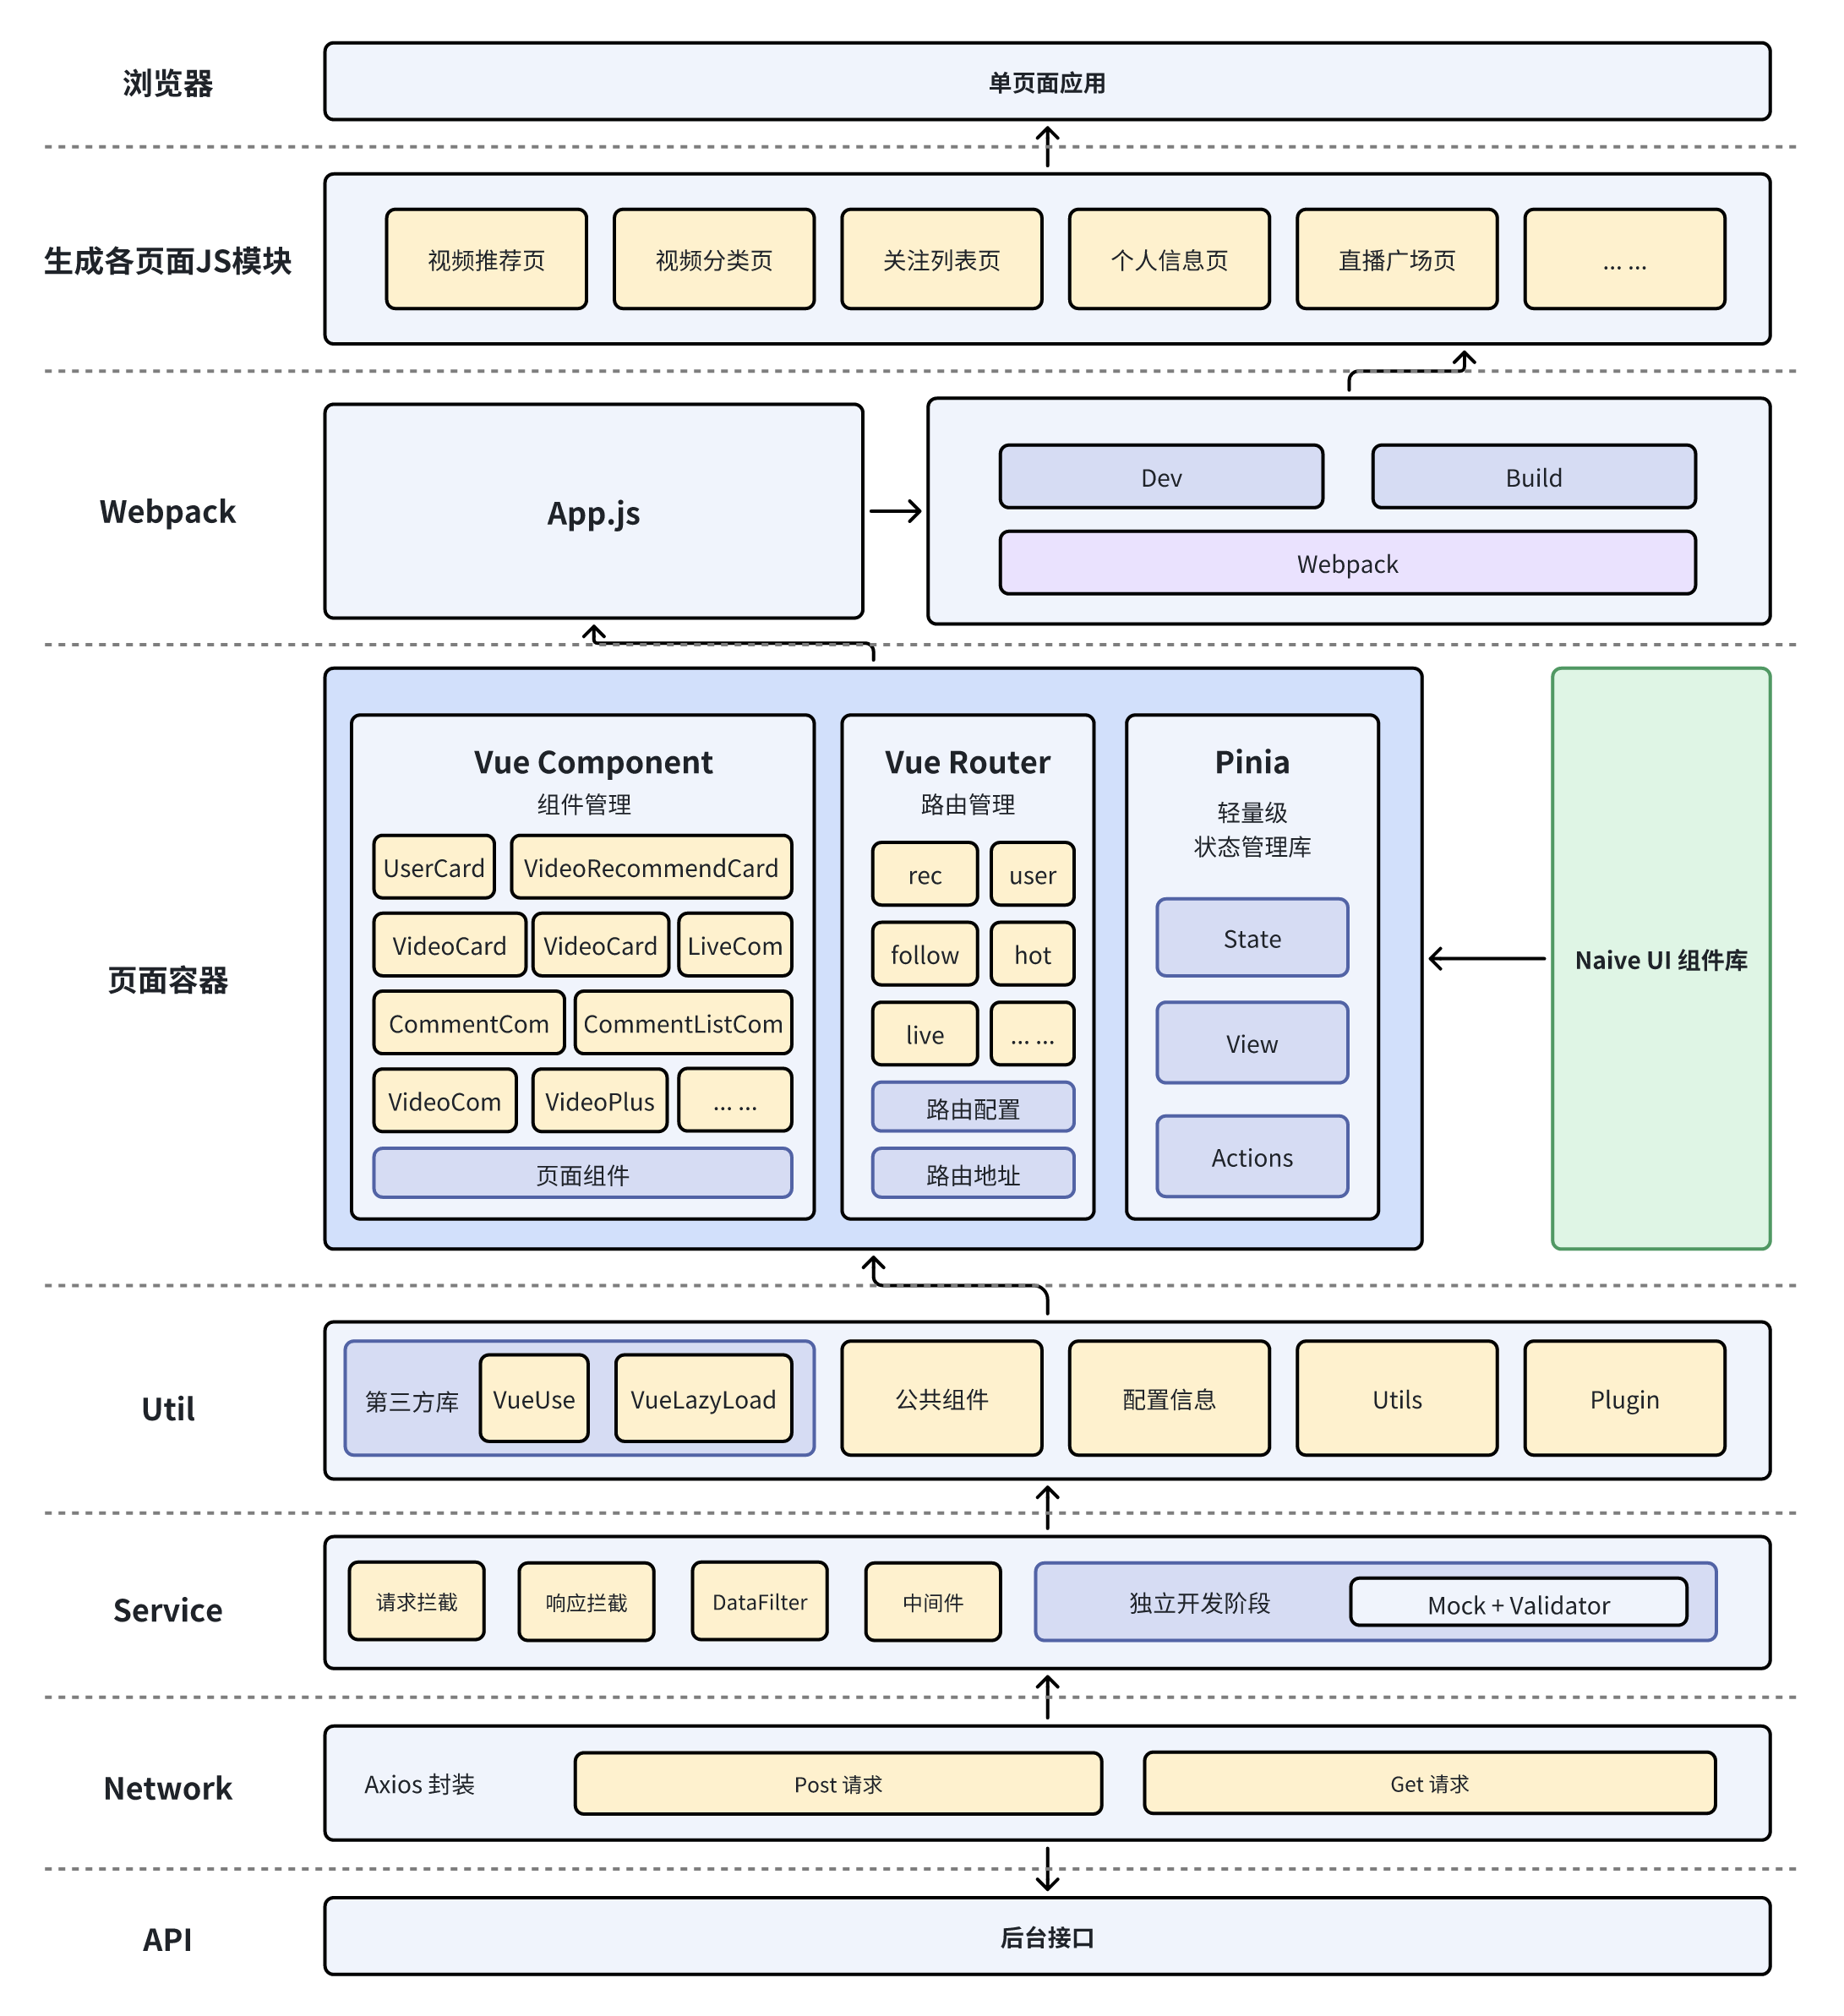 浏览器
单页面应用
生成各页面JS模块
视频推荐页
视频分类页
关注列表页
个人信息页
直播广场页
... ...
Webpack
App.js
Dev
Build
Webpack
页面容器
Vue Component
组件管理
UserCard
VideoRecommendCard
VideoCard
VideoCard
LiveCom
CommentCom
CommentListCom
VideoCom
VideoPlus
... ...
页面组件
Vue Router
路由管理
rec
user
follow
hot
live
... ...
路由配置
路由地址
Pinia
轻量级
状态管理库
State
View
Actions
Naive UI 组件库
Util
第三方库
VueUse
VueLazyLoad
公共组件
配置信息
Utils
Plugin
Service
请求拦截
响应拦截
DataFilter
中间件
独立开发阶段
Mock + Validator
Network
Axios 封装
Post 请求
Get 请求
API
后台接口